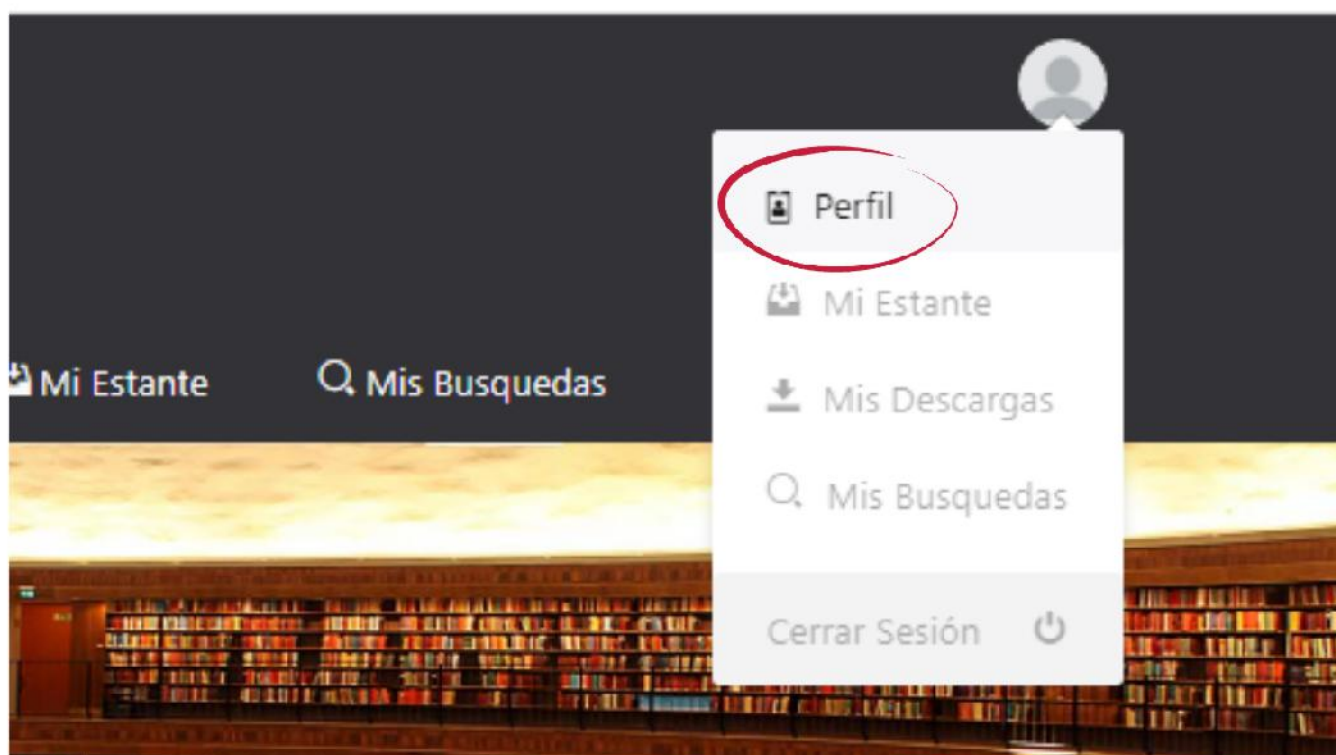 Perfil
Mi Estante
Mis Descargas
Mis Busquedas
Cerrar Sesión
Mi Estante
Mis Busquedas